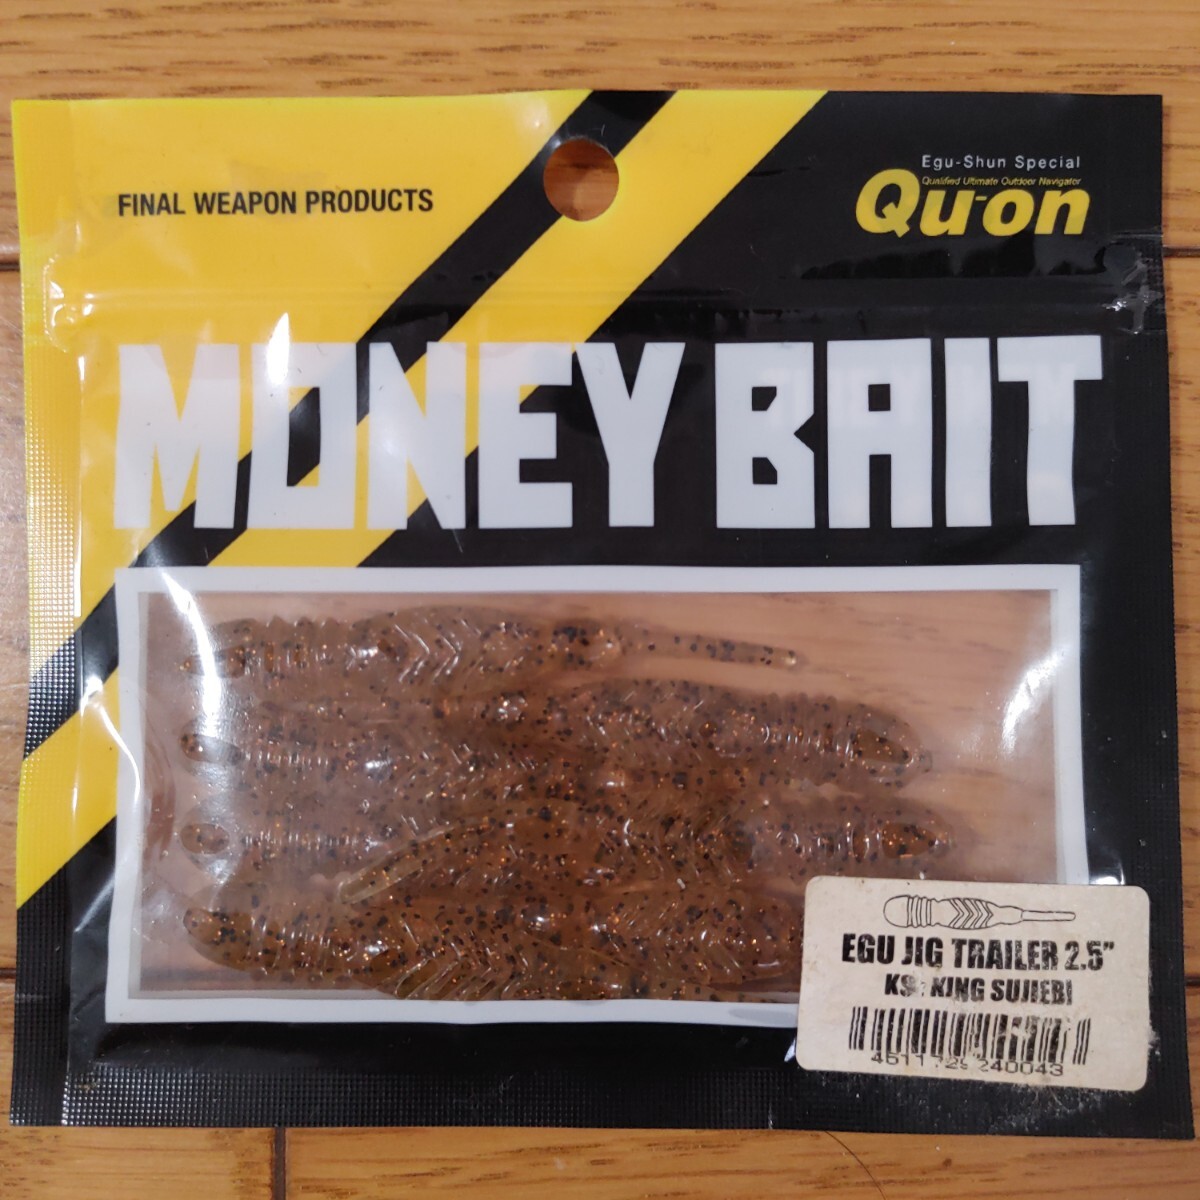 FINAL WEAPON PRODUCTS
Egu-Shun Special
Qualified Ultimate Outdoor Navigator
Qu-on
MONEY BAIT
EGU JIG TRAILER 2.5"
KS: KING SUJIEBI
240043